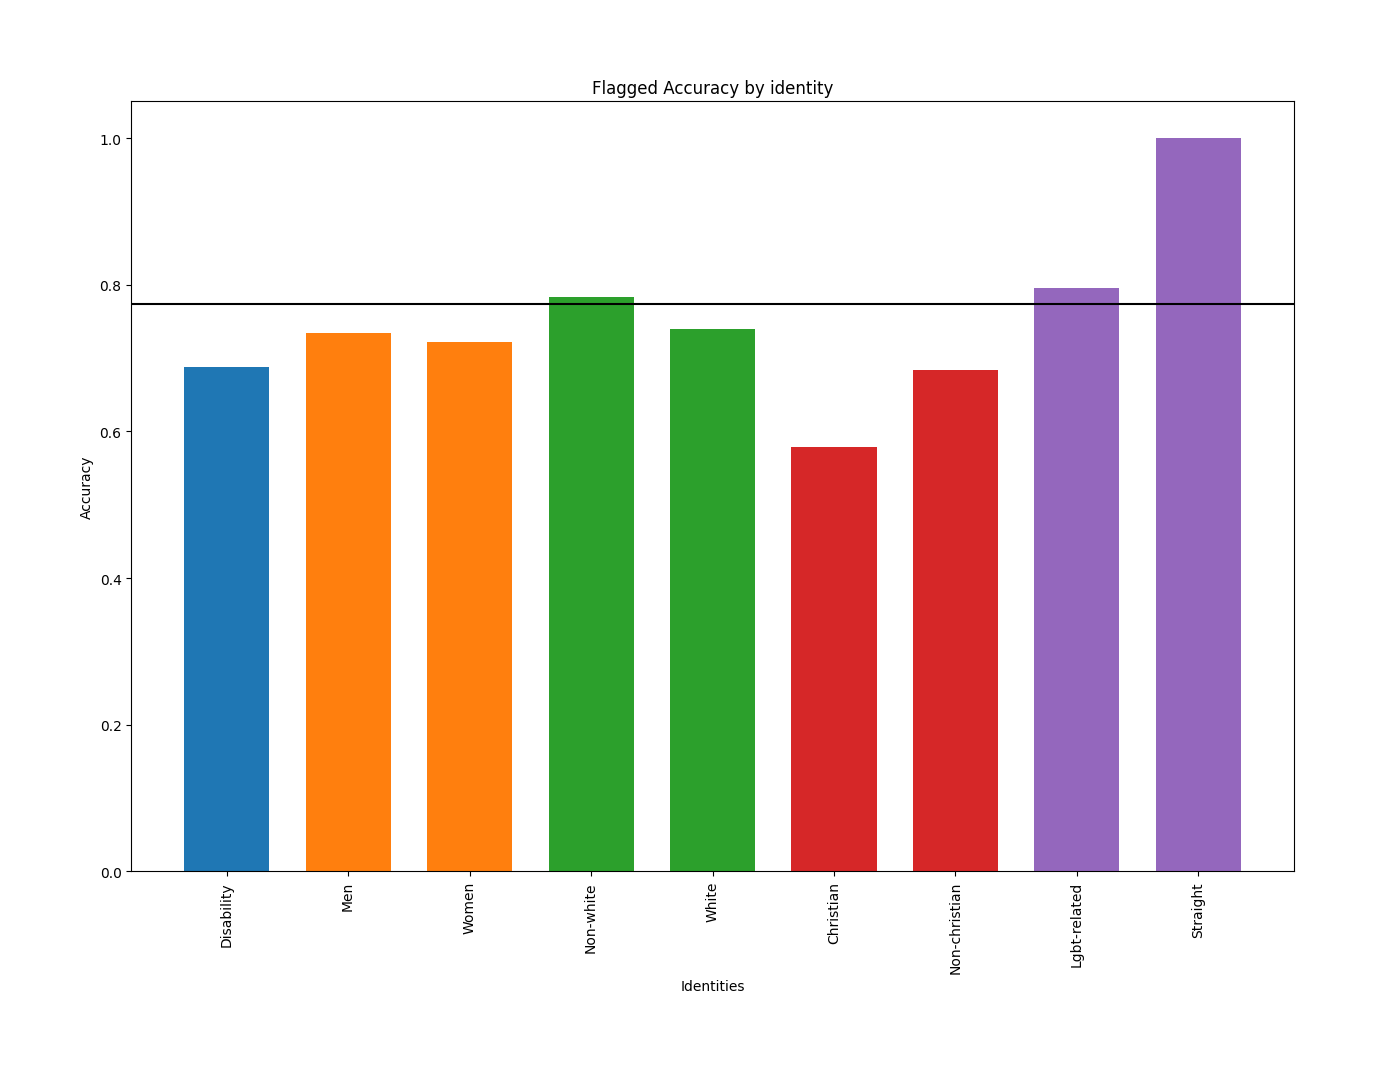 Flagged Accuracy by identity
1.0
0.8
0.6
0.4
0.2
0.0
Accuracy
Disability
Men
Women
Non-white
White
Christian
Non-christian
Lgbt-related
Straight
Identities